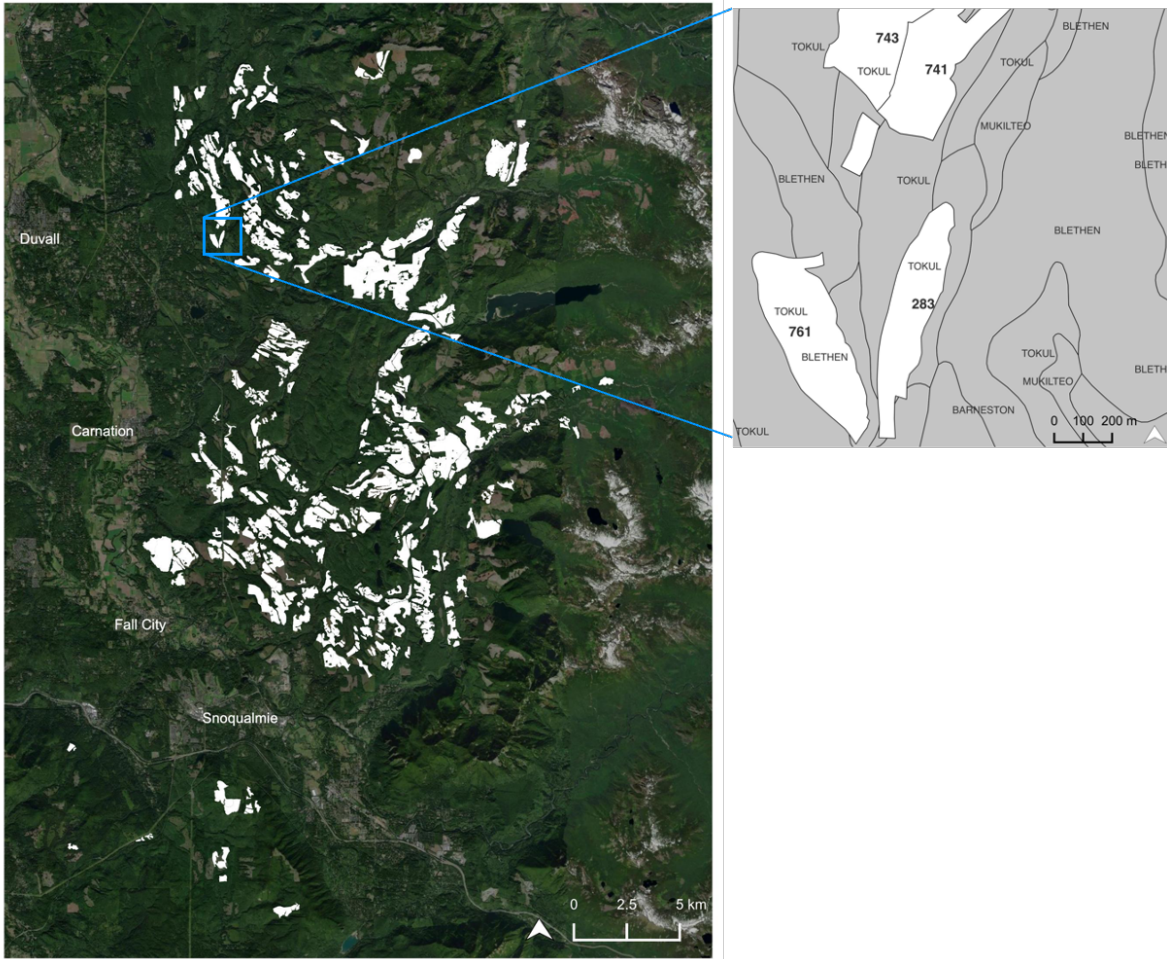 Duvall
Carnation
Fall City
Snoqualmie
0 2.5 5 km
BLETHEN
TOKUL
743
TOKUL
741
TOKUL
MUKILTEO
BLETHEN
BLETH
BLETHEN
TOKUL
BLETHEN
TOKUL
283
TOKUL
761
BLETHEN
TOKUL
MUKILTEO
BLETH
BARNESTON
0 100 200 m
TOKUL